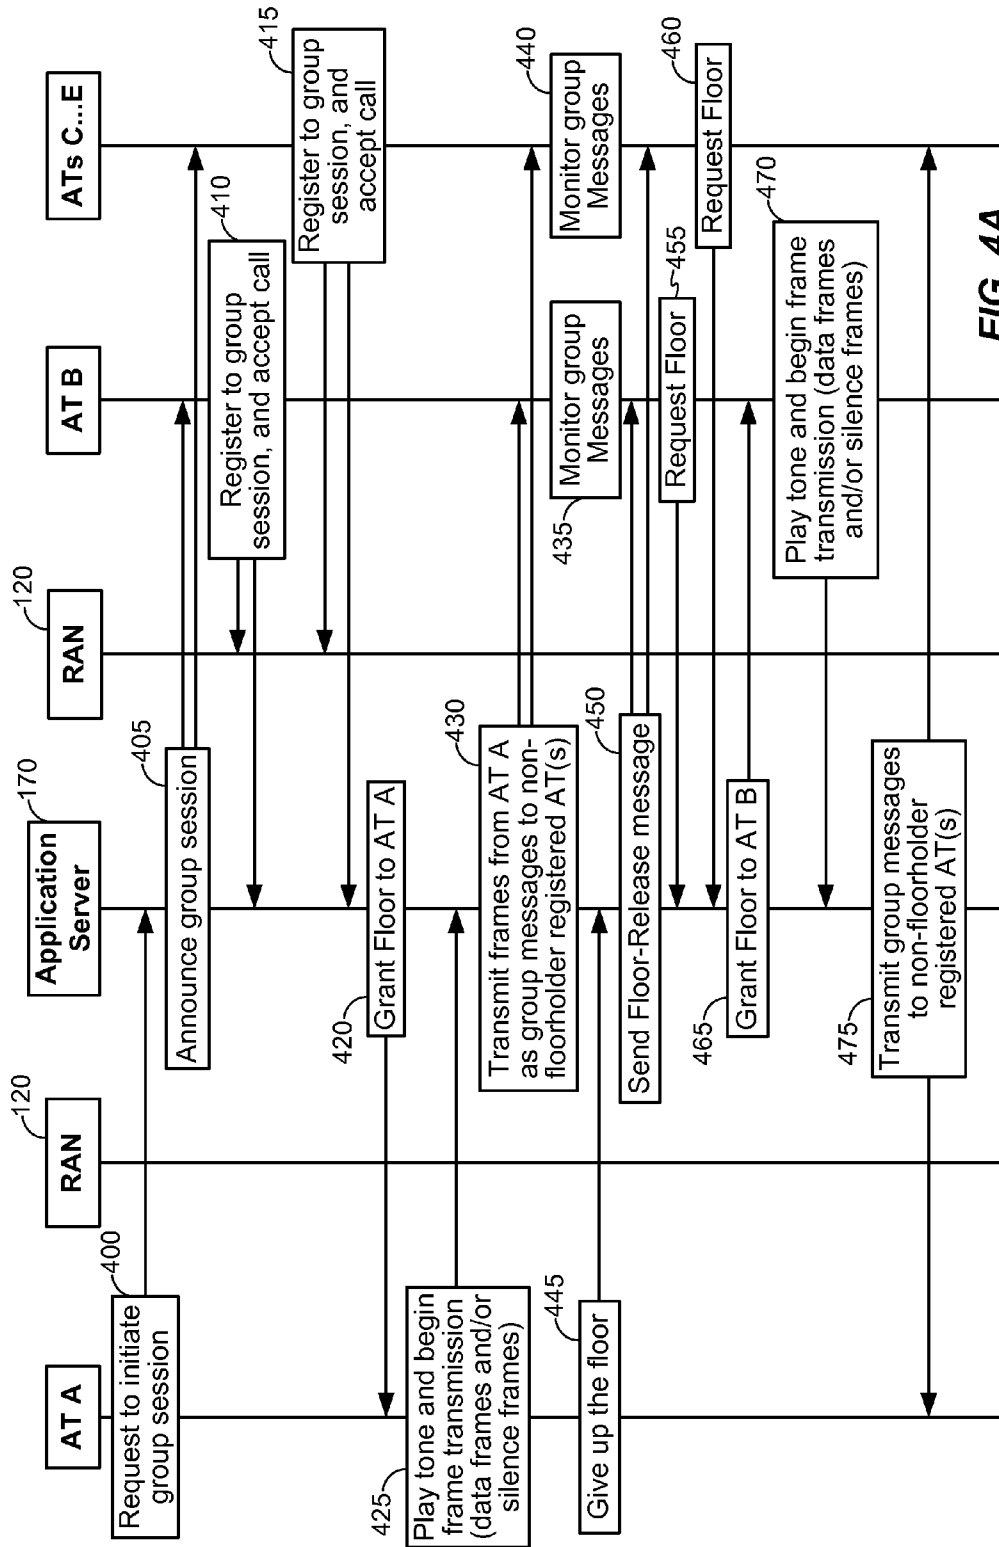 AT A
120
RAN
170
Application
Server
120
RAN
AT B
ATs C...E
400
Request to initiate
group session
405
Announce group session
410
Register to group
session, and accept call
415
Register to group
session, and
accept call
420
Grant Floor to AT A
425
Play tone and begin
frame transmission
(data frames and/or
silence frames)
430
Transmit frames from AT A
as group messages to non-
floorholder registered AT(s)
435
Monitor group
Messages
440
Monitor group
Messages
445
Give up the floor
450
Send Floor-Release message
455
Request Floor
460
Request Floor
465
Grant Floor to AT B
470
Play tone and begin frame
transmission (data frames
and/or silence frames)
475
Transmit group messages
to non-floorholder
registered AT(s)
FIG. 4A